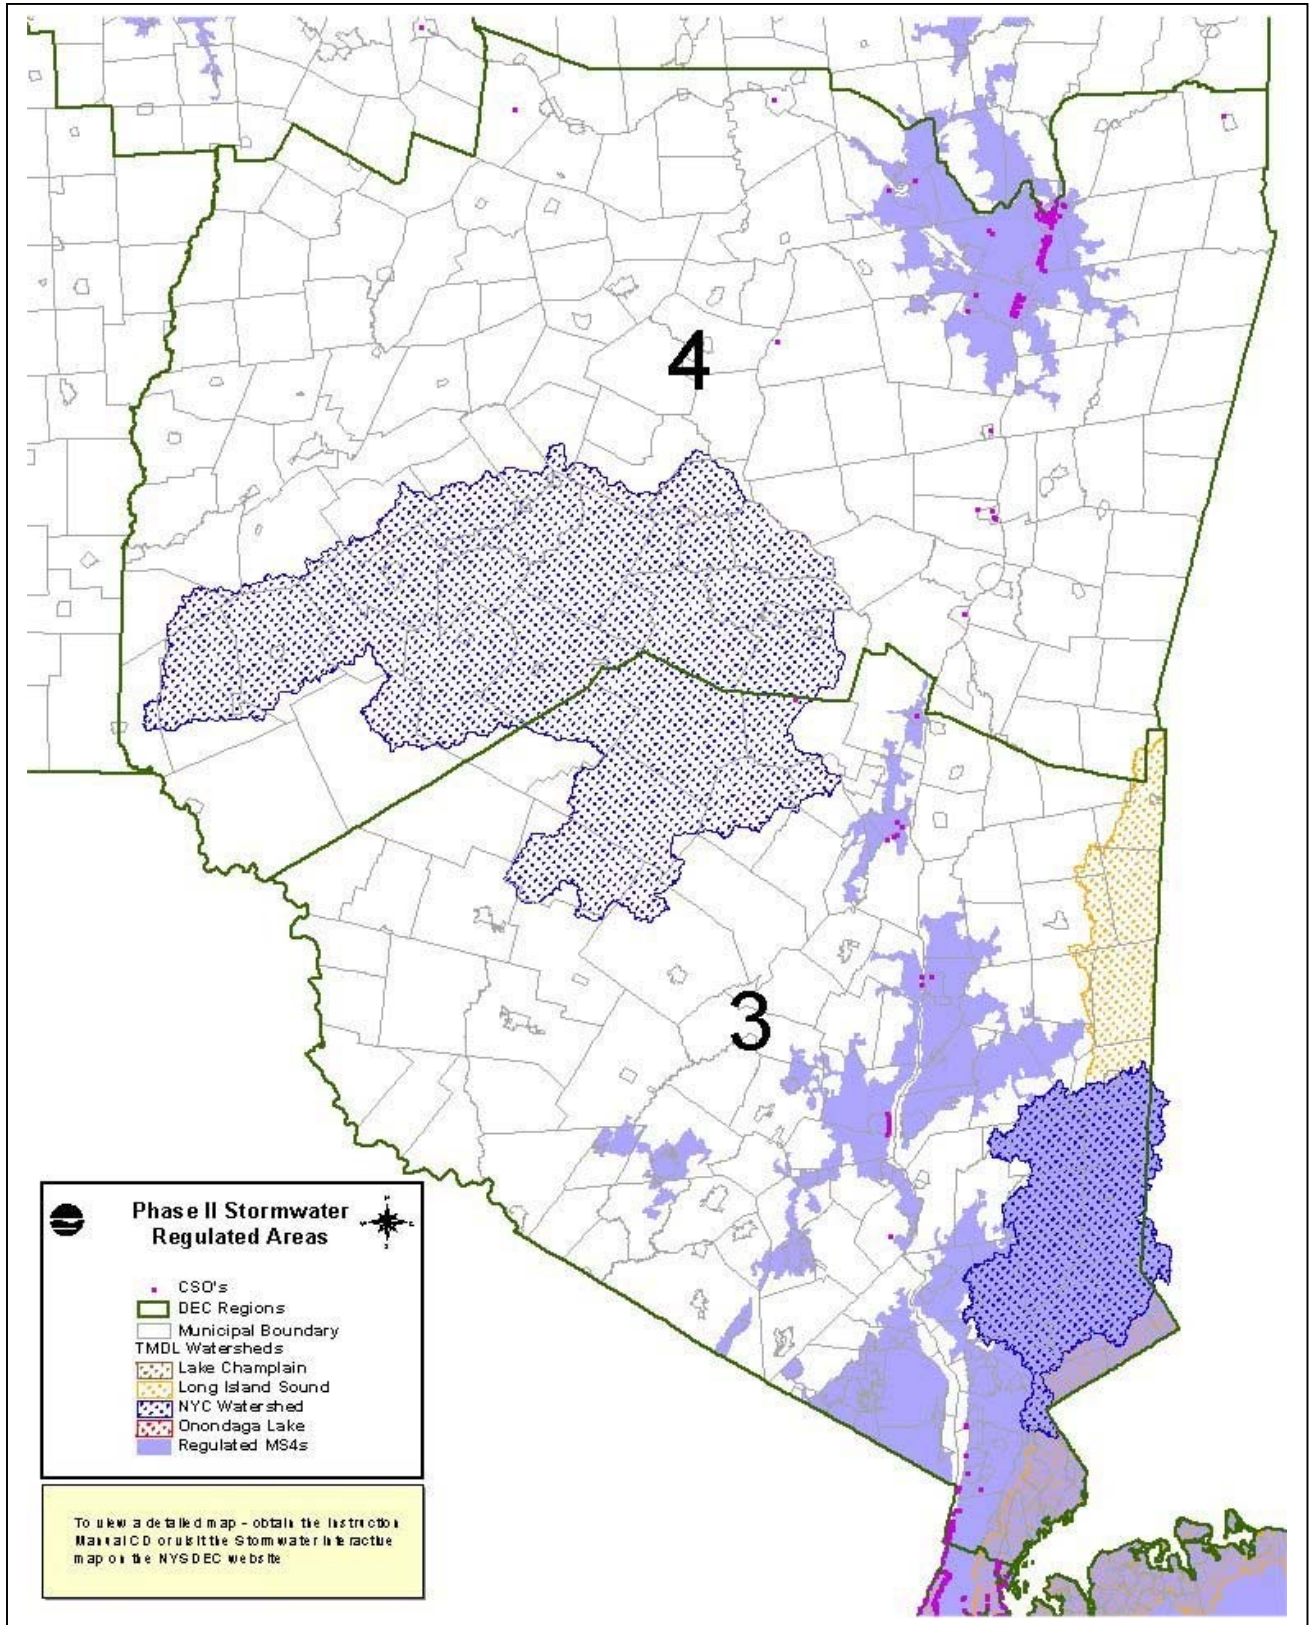 4
3
Phase II Stormwater
Regulated Areas
N
W
E
S
CSO's
DEC Regions
Municipal Boundary
TMDL Watersheds
Lake Champlain
Long Island Sound
NYC Watershed
Onondaga Lake
Regulated MS4s
To view a detailed map - obtain the Instruction
Manual CD or visit the Stormwater Interactive
map on the NYSDEC website